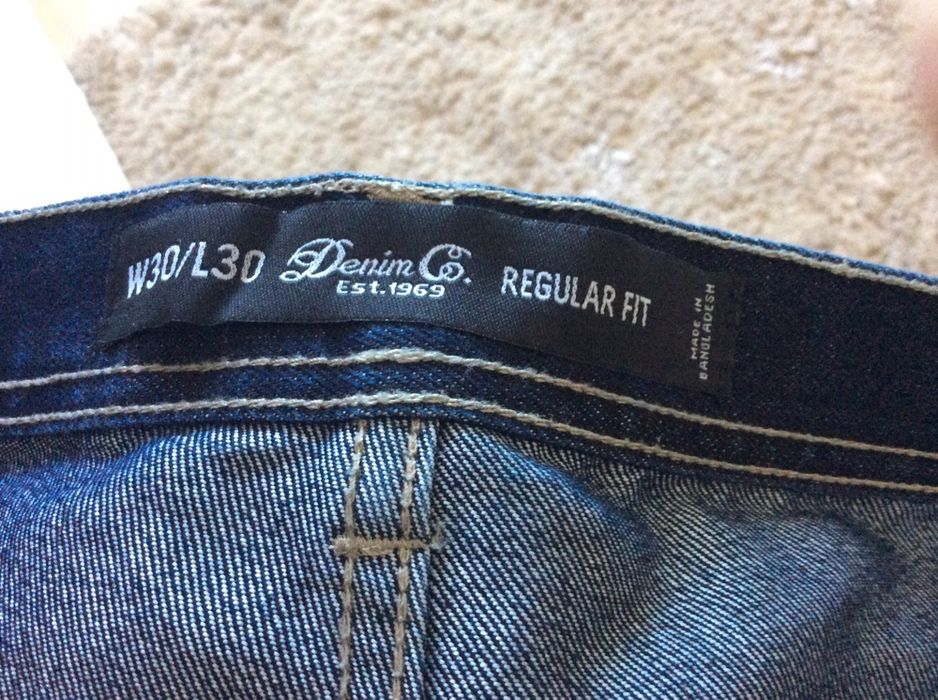 W30/L30
Denim Co.
Est.1969
REGULAR FIT
MADE IN
BANGLADESH